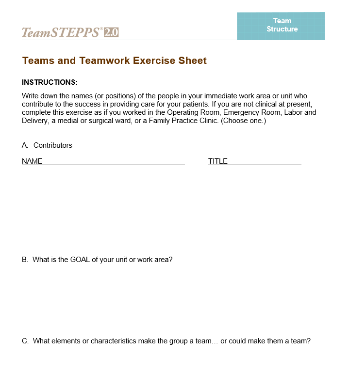 TeamSTEPPS® 2.0
Team
Structure
Teams and Teamwork Exercise Sheet
INSTRUCTIONS:
Write down the names (or positions) of the people in your immediate work area or unit who
contribute to the success in providing care for your patients. If you are not clinical at present,
complete this exercise as if you worked in the Operating Room, Emergency Room, Labor and
Delivery, a medial or surgical ward, or a Family Practice Clinic. (Choose one.)
A. Contributors
NAME TITLE
B. What is the GOAL of your unit or work area?
C. What elements or characteristics make the group a team… or could make them a team?